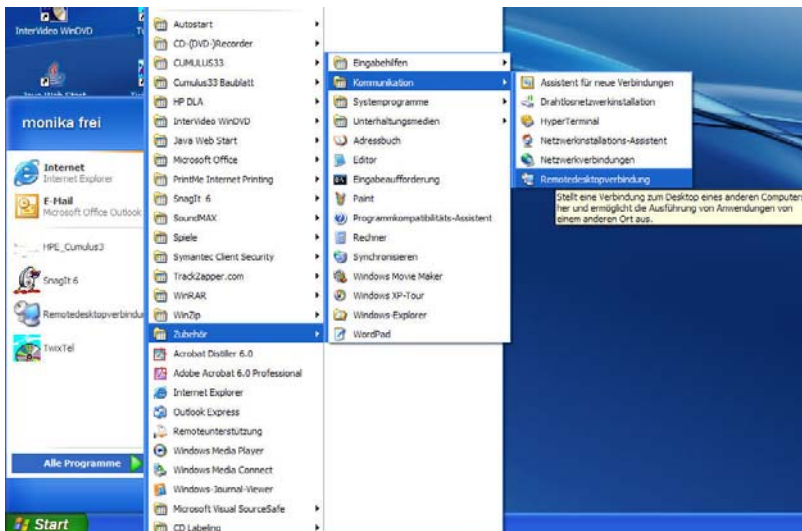 InterVideo WinDVD
monika frei
Internet
Internet Explorer
E-Mail
Microsoft Office Outlook
HPE_Cumulus3
SnagIt 6
Remotedesktopverbindu
TwixTel
Alle Programme
Start
Autostart
CD-(DVD-)Recorder
CUMULUS33
Cumulus33 Baublatt
HP DLA
InterVideo WinDVD
Java Web Start
Microsoft Office
PrintMe Internet Printing
SnagIt 6
SoundMAX
Spiele
Symantec Client Security
TrackZapper.com
WinRAR
WinZip
Zubehör
Acrobat Distiller 6.0
Adobe Acrobat 6.0 Professional
Internet Explorer
Outlook Express
Remoteunterstützung
Windows Media Player
Windows Media Connect
Windows-Journal-Viewer
Microsoft Visual SourceSafe
CD Labeling
Eingabehilfen
Kommunikation
Systemprogramme
Unterhaltungsmedien
Adressbuch
Editor
Eingabeaufforderung
Paint
Programmkompatibilitäts-Assistent
Rechner
Synchronisieren
Windows Movie Maker
Windows XP-Tour
Windows-Explorer
WordPad
Assistent für neue Verbindungen
Drahtlosnetzwerkinstallation
HyperTerminal
Netzwerkinstallations-Assistent
Netzwerkverbindungen
Remotedesktopverbindung
Stellt eine Verbindung zum Desktop eines anderen Computers
her und ermöglicht die Ausführung von Anwendungen von
einem anderen Ort aus.